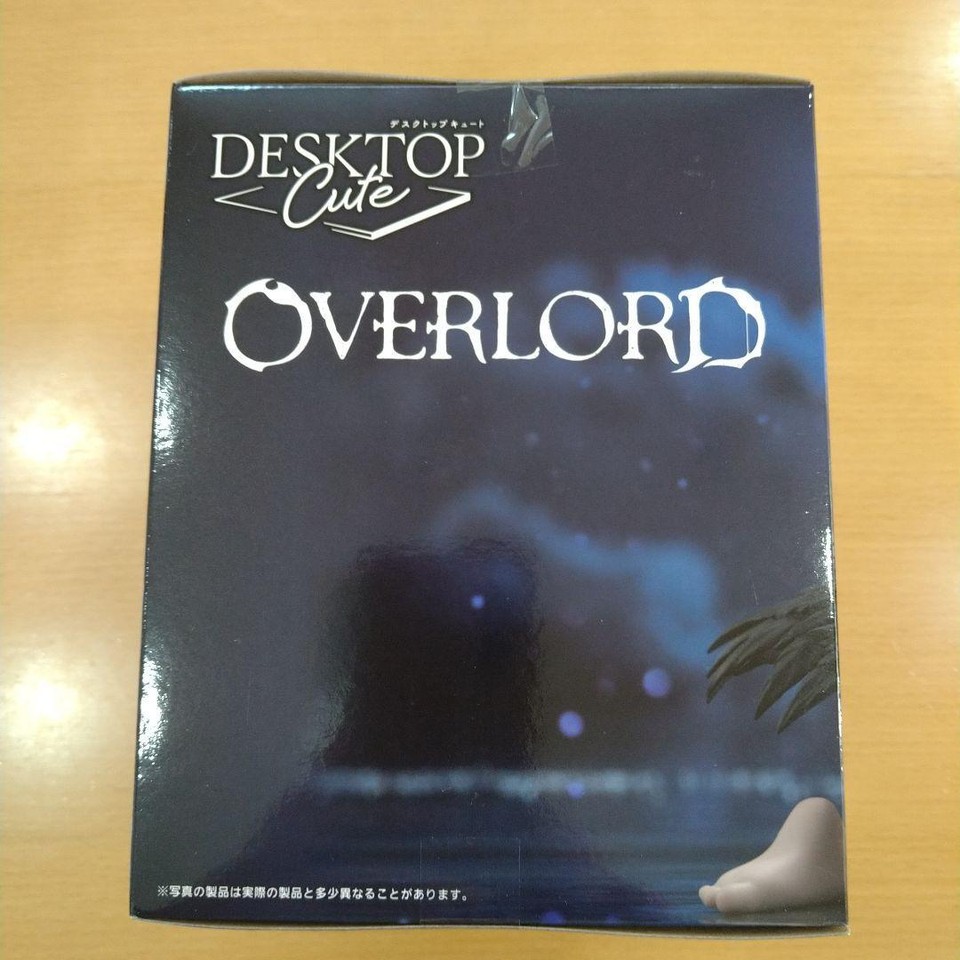 デスクトップキュート
DESKTOP
Cute
OVERLORD
※写真の製品は実際の製品と多少異なることがあります。